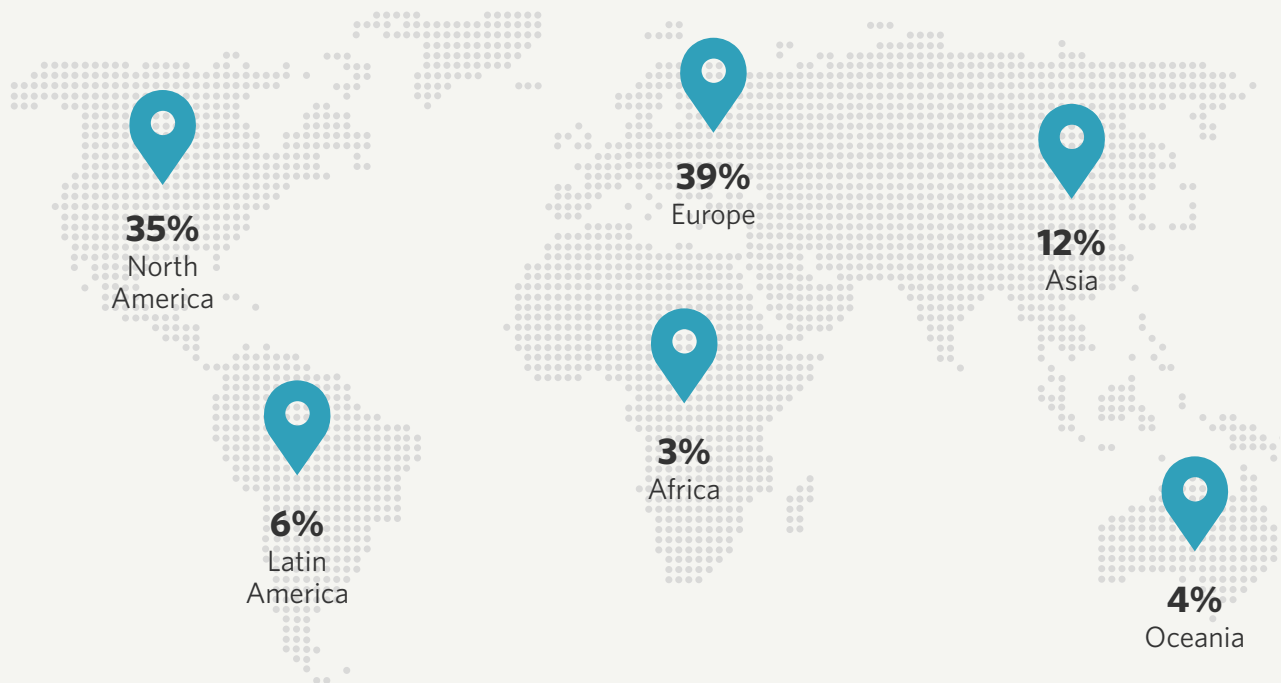 39%
Europe
35%
North
America
12%
Asia
3%
Africa
6%
Latin
America
4%
Oceania